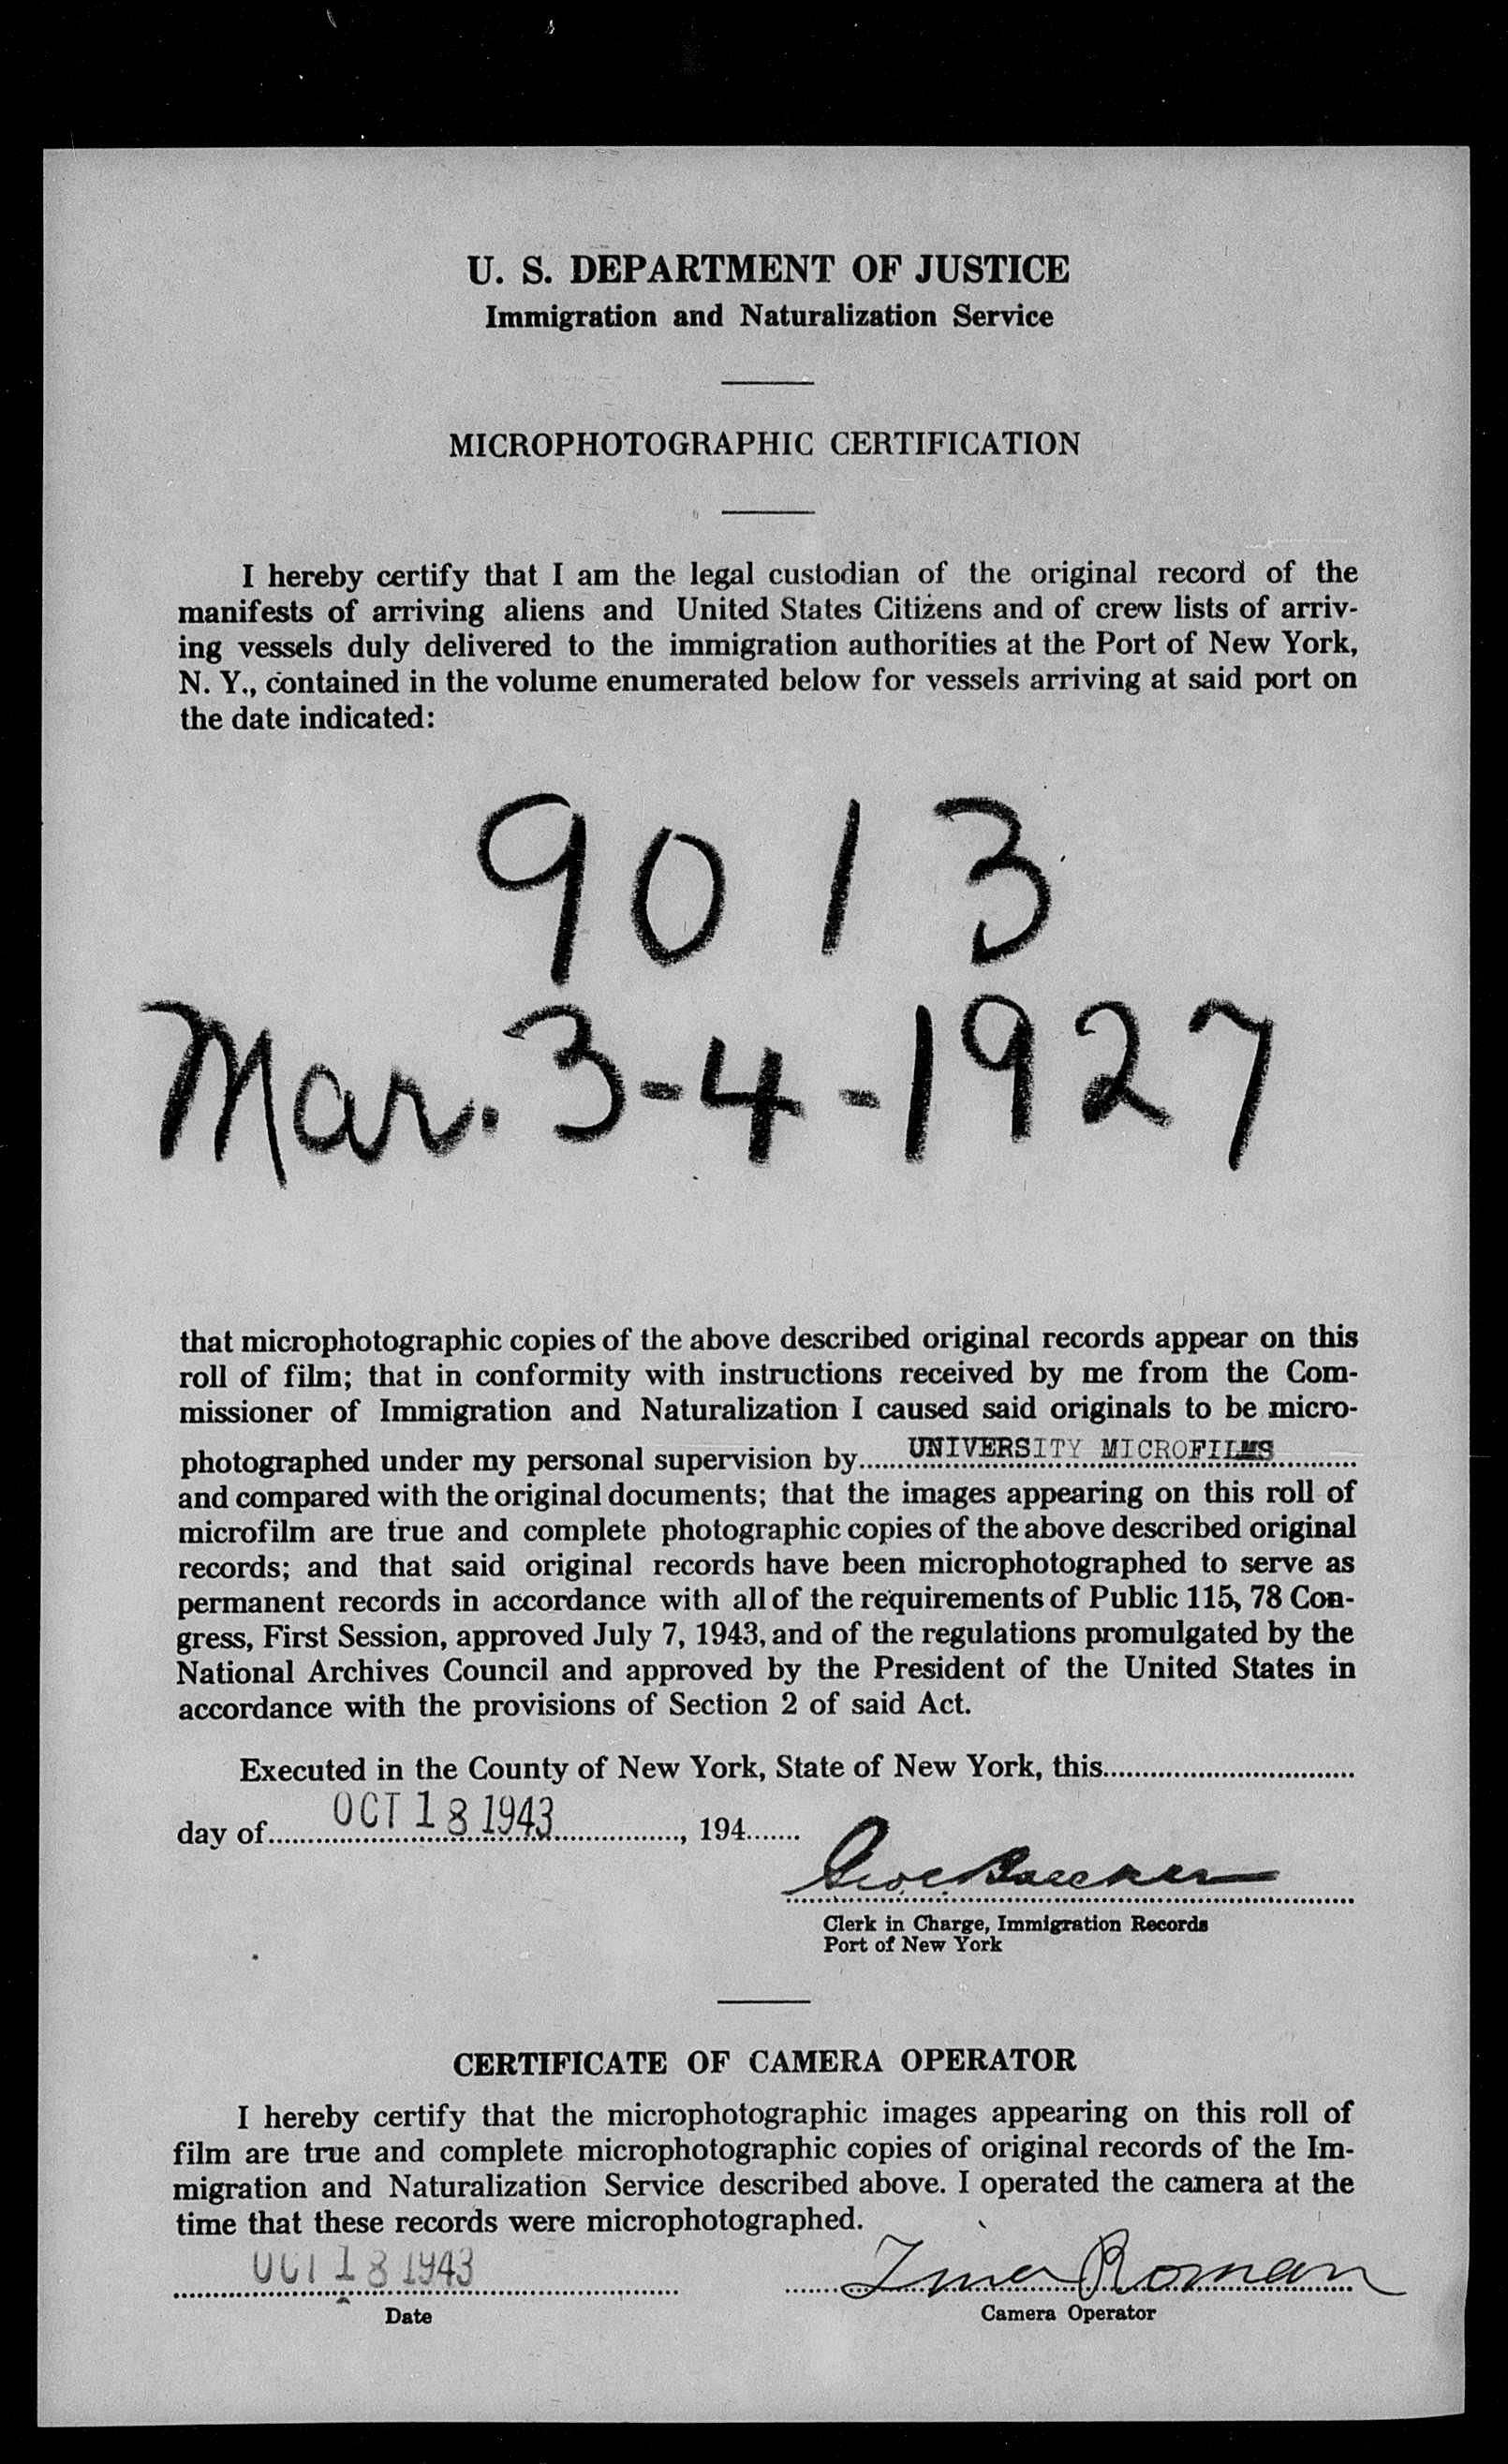 U. S. DEPARTMENT OF JUSTICE
Immigration and Naturalization Service
MICROPHOTOGRAPHIC CERTIFICATION
I hereby certify that I am the legal custodian of the original record of the
manifests of arriving aliens and United States Citizens and of crew lists of arriv-
ing vessels duly delivered to the immigration authorities at the Port of New York,
N. Y., contained in the volume enumerated below for vessels arriving at said port on
the date indicated:
9013
Mar. 3-4-1927
that microphotographic copies of the above described original records appear on this
roll of film; that in conformity with instructions received by me from the Com-
missioner of Immigration and Naturalization I caused said originals to be micro-
photographed under my personal supervision by UNIVERSITY MICROFILMS
and compared with the original documents; that the images appearing on this roll of
microfilm are true and complete photographic copies of the above described original
records; and that said original records have been microphotographed to serve as
permanent records in accordance with all of the requirements of Public 115, 78 Con-
gress, First Session, approved July 7, 1943, and of the regulations promulgated by the
National Archives Council and approved by the President of the United States in
accordance with the provisions of Section 2 of said Act.
Executed in the County of New York, State of New York, this
day of OCT 18 1943, 194
Clerk in Charge, Immigration Records
Port of New York
CERTIFICATE OF CAMERA OPERATOR
I hereby certify that the microphotographic images appearing on this roll of
film are true and complete microphotographic copies of original records of the Im-
migration and Naturalization Service described above. I operated the camera at the
time that these records were microphotographed.
OCT 18 1943 Roman
Date Camera Operator